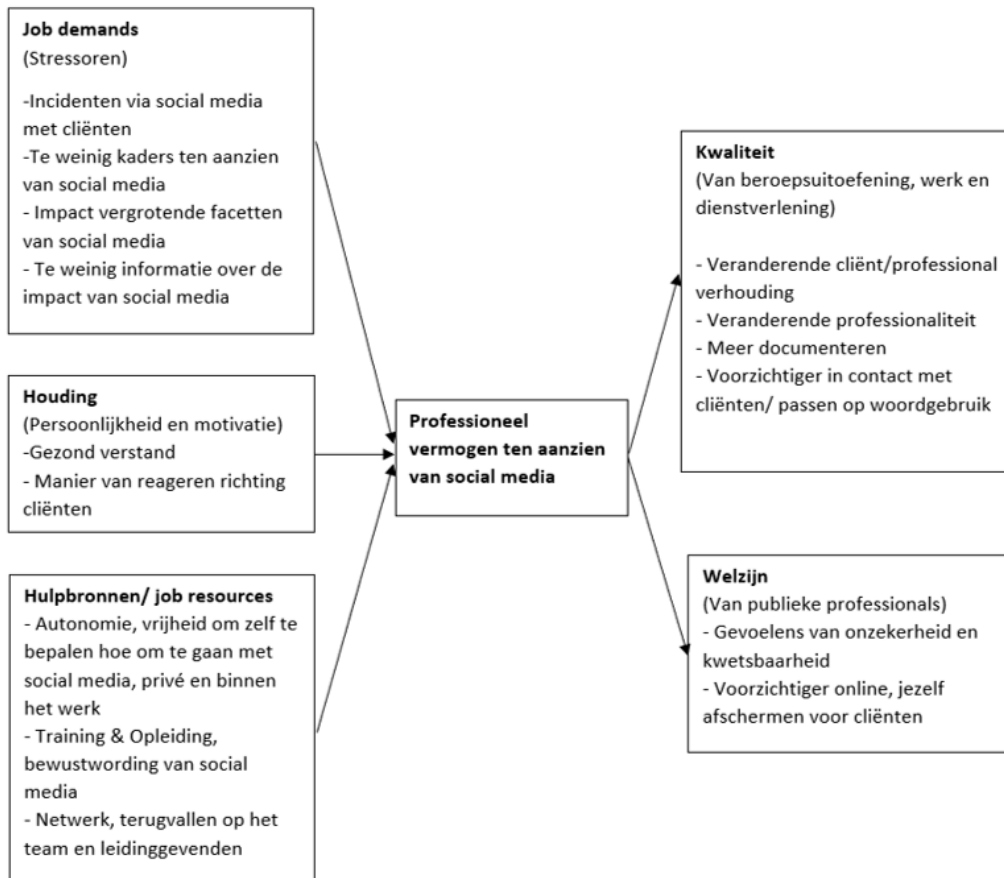 Job demands
(Stressoren)
-Incidenten via social media
met cliënten
-Te weinig kaders ten aanzien
van social media
- Impact vergrotende facetten
van social media
- Te weinig informatie over de
impact van social media
Houding
(Persoonlijkheid en motivatie)
-Gezond verstand
- Manier van reageren richting
cliënten
Hulpbronnen/ job resources
- Autonomie, vrijheid om zelf te
bepalen hoe om te gaan met
social media, privé en binnen
het werk
- Training & Opleiding,
bewustwording van social
media
- Netwerk, terugvallen op het
team en leidinggevenden
Professioneel
vermogen ten aanzien
van social media
Kwaliteit
(Van beroepsuitoefening, werk en
dienstverlening)
- Veranderende cliënt/professional
verhouding
- Veranderende professionaliteit
- Meer documenteren
- Voorzichtiger in contact met
cliënten/ passen op woordgebruik
Welzijn
(Van publieke professionals)
- Gevoelens van onzekerheid en
kwetsbaarheid
- Voorzichtiger online, jezelf
afschermen voor cliënten